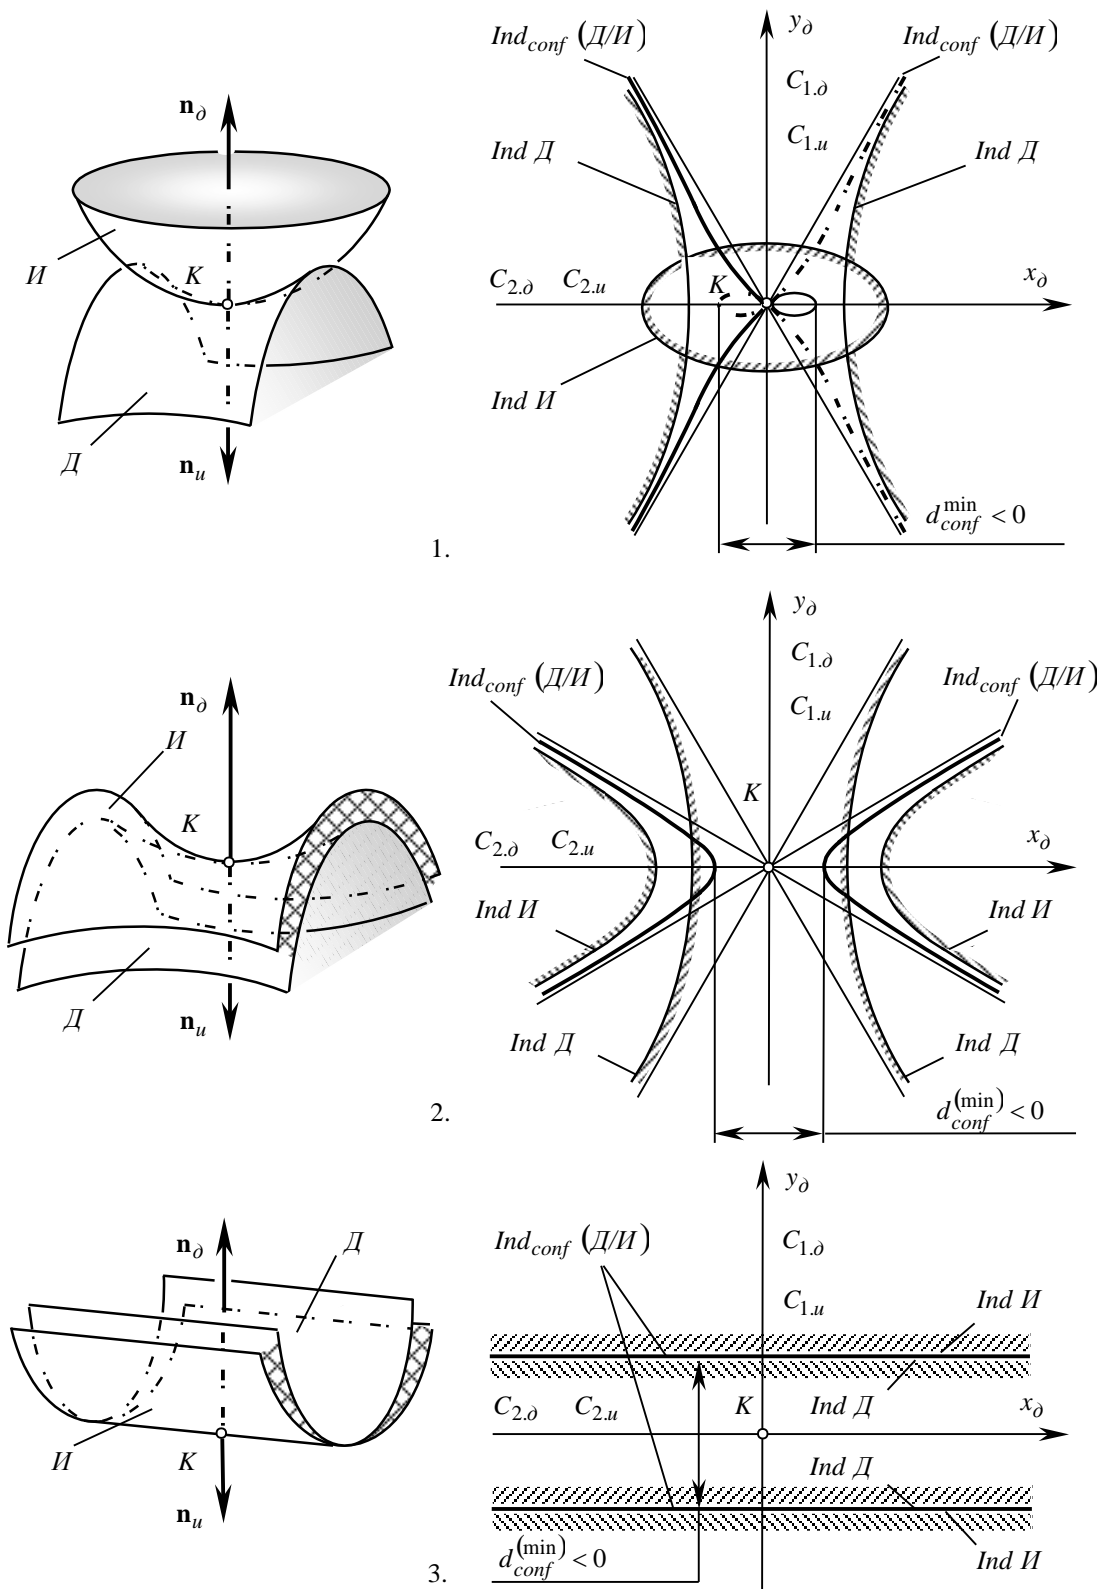 Ind_conf (Д/И) y_д Ind_conf (Д/И)
C_1.д
n_д
C_1.и
Ind Д Ind Д
И K
C_2.д C_2.и K x_д
Ind И
Д n_и
d_conf^min < 0
1.
y_д
C_1.д
Ind_conf (Д/И) Ind_conf (Д/И)
n_д
C_1.и
И
K K
C_2.д C_2.и x_д
Ind И Ind И
Д n_и
Ind Д Ind Д
d_conf^(min) < 0
2.
y_д
n_д Д Ind_conf (Д/И) C_1.д
C_1.и Ind И
C_2.д C_2.и K Ind Д x_д
И K Ind Д
n_и
d_conf^(min) < 0 Ind И
3.